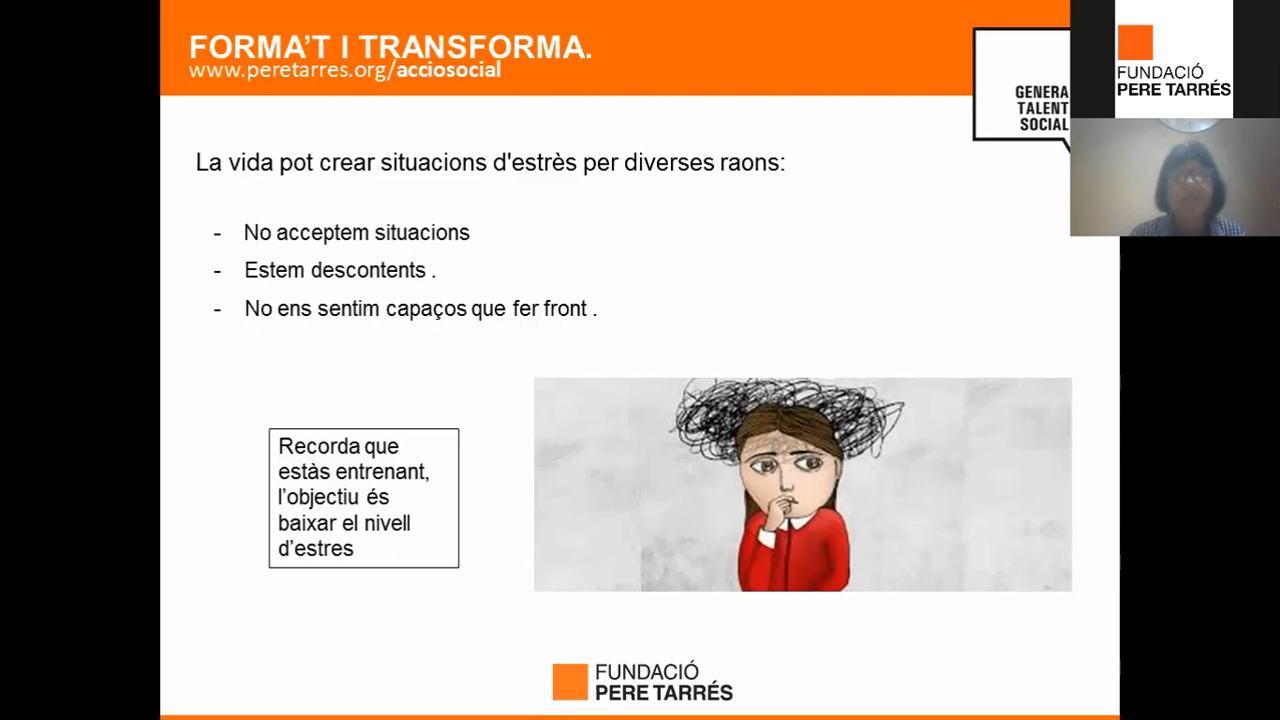 FORMA'T I TRANSFORMA.
www.peretarres.org/acciosocial
GENERA
TALENT
SOCIAL
FUNDACIÓ
PERE TARRÉS
La vida pot crear situacions d'estrès per diverses raons:
- No acceptem situacions
- Estem descontents .
- No ens sentim capaços que fer front .
Recorda que
estàs entrenant,
l'objectiu és
baixar el nivell
d'estres
FUNDACIÓ
PERE TARRÉS